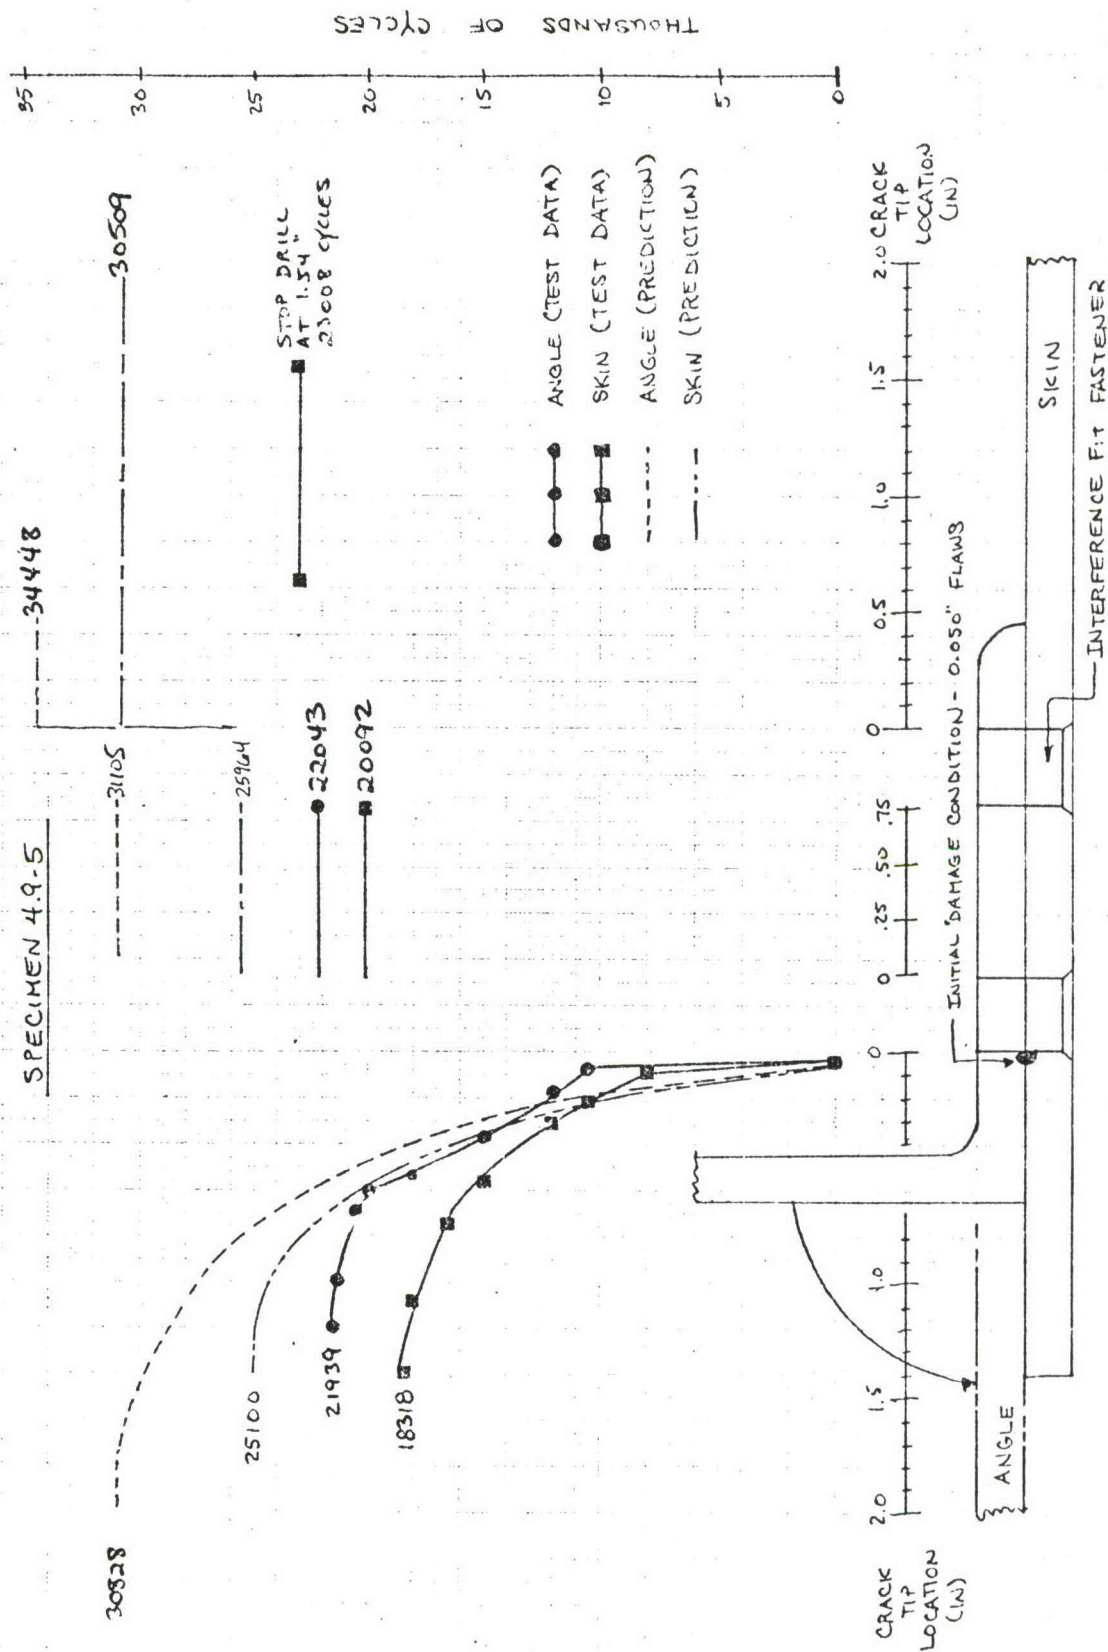 SPECIMEN 4.9-5
THOUSANDS OF CYCLES
35
30
25
20
15
10
5
0
34448
30509
31105
25964
22043
20092
30828
25100
21939
18318
STOP DRILL
AT 1.54"
23008 CYCLES
ANGLE (TEST DATA)
SKIN (TEST DATA)
ANGLE (PREDICTION)
SKIN (PREDICTION)
CRACK
TIP
LOCATION
(IN)
2.0
1.5
1.0
0
0
.25
.50
.75
0
0.5
1.0
1.5
2.0
CRACK
TIP
LOCATION
(IN)
INITIAL DAMAGE CONDITION - 0.050" FLAWS
ANGLE
SKIN
INTERFERENCE FIT FASTENER